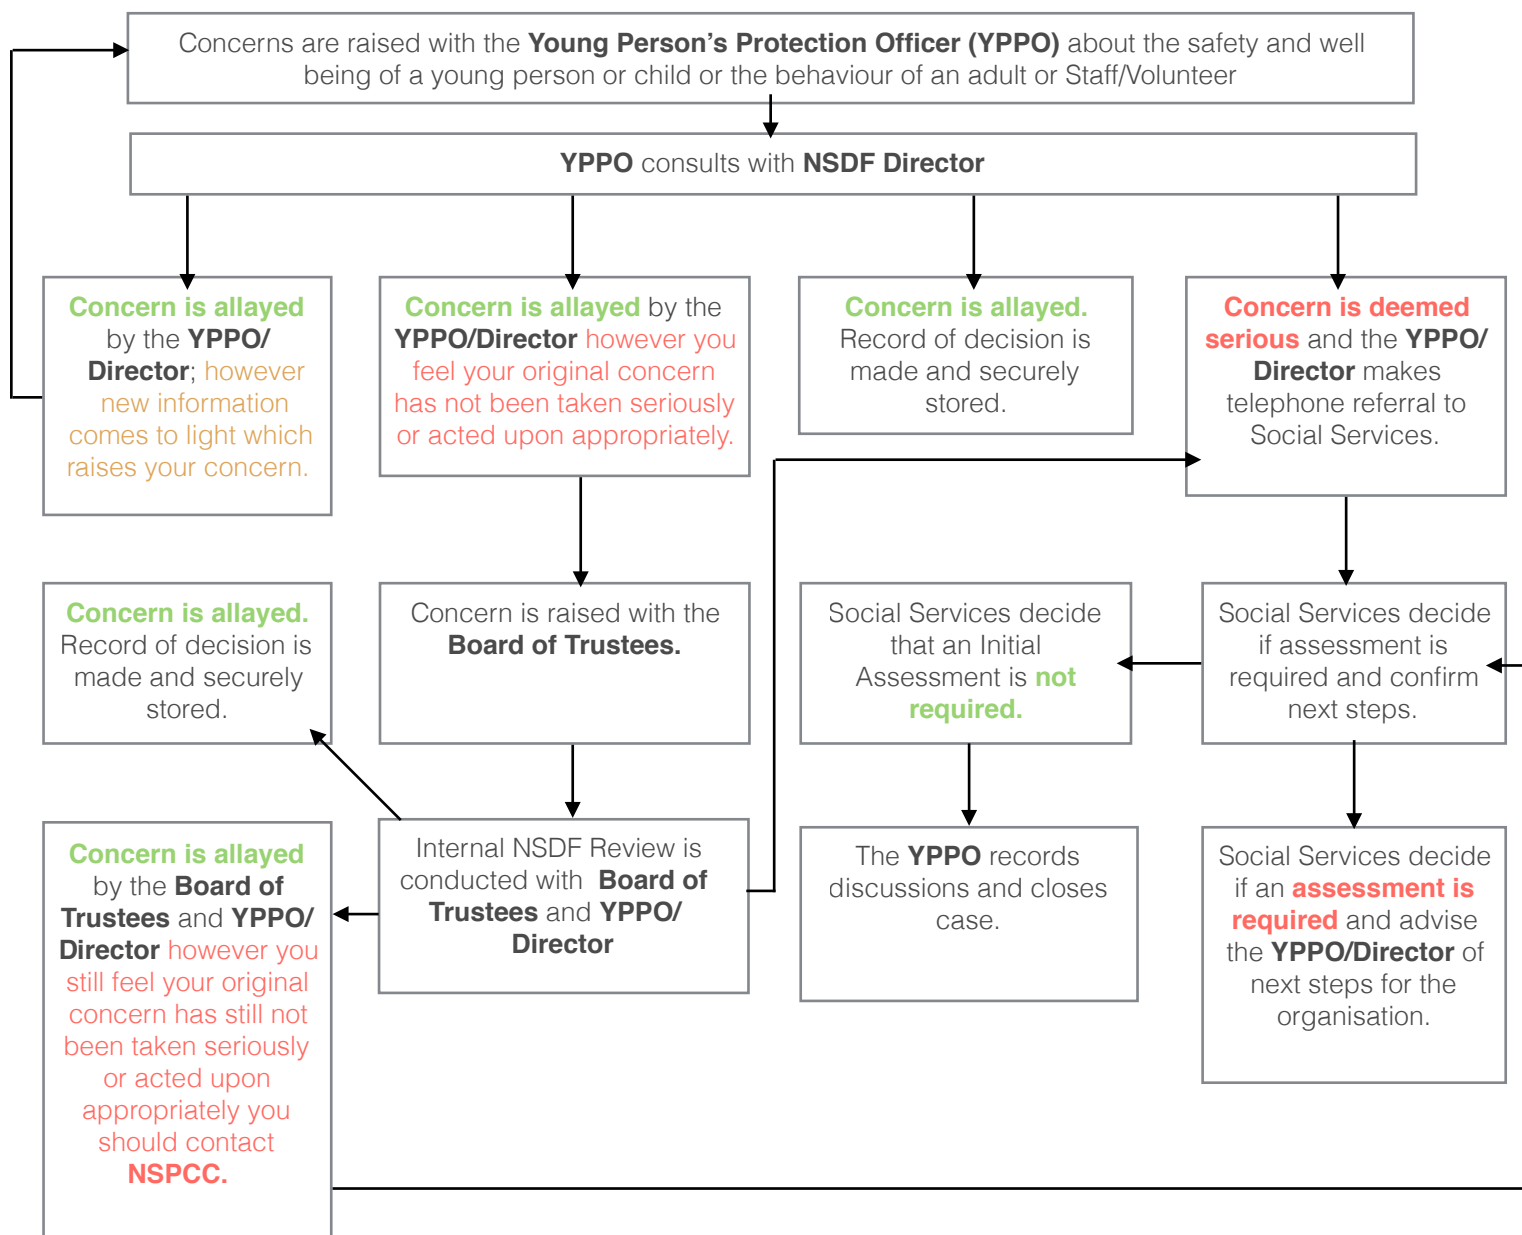 Concerns are raised with the Young Person's Protection Officer (YPPO) about the safety and well
being of a young person or child or the behaviour of an adult or Staff/Volunteer
YPPO consults with NSDF Director
Concern is allayed
by the YPPO/
Director; however
new information
comes to light which
raises your concern.
Concern is allayed by the
YPPO/Director however you
feel your original concern
has not been taken seriously
or acted upon appropriately.
Concern is allayed.
Record of decision is
made and securely
stored.
Concern is deemed
serious and the YPPO/
Director makes
telephone referral to
Social Services.
Concern is allayed.
Record of decision is
made and securely
stored.
Concern is raised with the
Board of Trustees.
Social Services decide
that an Initial
Assessment is not
required.
Social Services decide
if assessment is
required and confirm
next steps.
Concern is allayed
by the Board of
Trustees and YPPO/
Director however you
still feel your original
concern has still not
been taken seriously
or acted upon
appropriately you
should contact
NSPCC.
Internal NSDF Review is
conducted with Board of
Trustees and YPPO/
Director
The YPPO records
discussions and closes
case.
Social Services decide
if an assessment is
required and advise
the YPPO/Director of
next steps for the
organisation.